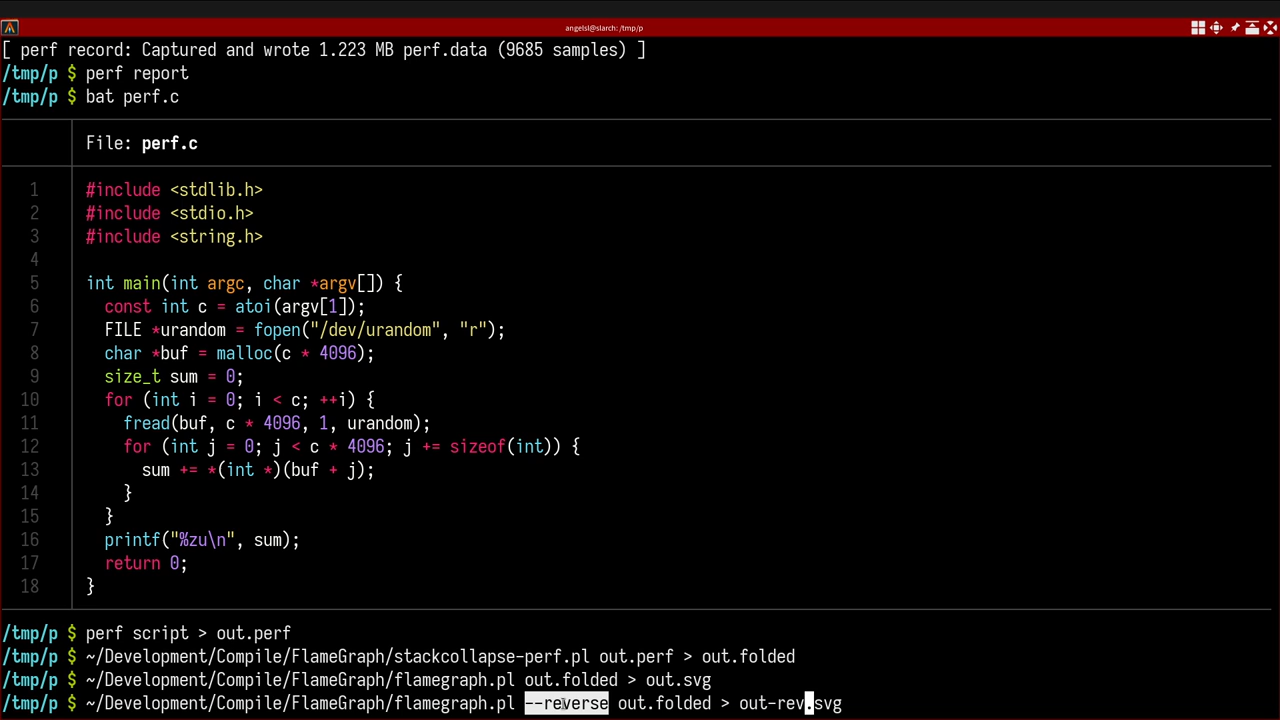 angelsl@slarch: /tmp/p
[ perf record: Captured and wrote 1.223 MB perf.data (9685 samples) ]
/tmp/p $ perf report
/tmp/p $ bat perf.c
File: perf.c
1 #include <stdlib.h>
2 #include <stdio.h>
3 #include <string.h>
4
5 int main(int argc, char *argv[]) {
6 const int c = atoi(argv[1]);
7 FILE *urandom = fopen("/dev/urandom", "r");
8 char *buf = malloc(c * 4096);
9 size_t sum = 0;
10 for (int i = 0; i < c; ++i) {
11 fread(buf, c * 4096, 1, urandom);
12 for (int j = 0; j < c * 4096; j += sizeof(int)) {
13 sum += *(int *)(buf + j);
14 }
15 }
16 printf("%zu\n", sum);
17 return 0;
18 }
/tmp/p $ perf script > out.perf
/tmp/p $ ~/Development/Compile/FlameGraph/stackcollapse-perf.pl out.perf > out.folded
/tmp/p $ ~/Development/Compile/FlameGraph/flamegraph.pl out.folded > out.svg
/tmp/p $ ~/Development/Compile/FlameGraph/flamegraph.pl --reverse out.folded > out-rev.svg